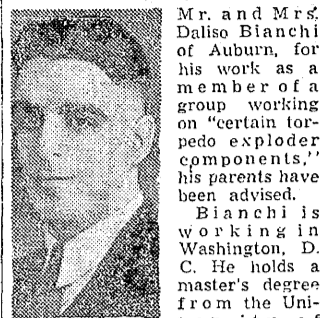 Mr. and Mrs.
Daliso Bianchi
of Auburn, for
his work as a
member of a
group working
on "certain tor-
pedo exploder
components,"
his parents have
been advised.
Bianchi is
working in
Washington, D.
C. He holds a
master's degree
from the Uni-